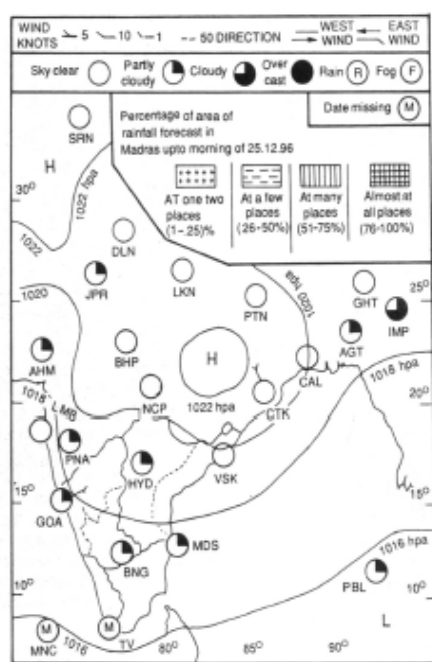 WIND KNOTS 5 10 1 50 DIRECTION WEST WIND EAST WIND
Sky clear Partly cloudy Cloudy Over cast Rain R Fog F
Date missing M
Percentage of area of
rainfall forecast in
Madras upto morning of 25.12.96
AT one two places (1–.25)%
At a few places (26-50%)
At many places (51-75%)
Almost at all places (76-100%)
SRN
H
1022 hpa
30°
1022
DLN
1020
JPR
LKN
PTN
1020 hpa
GHT
25°
IMP
AGT
AHM
BHP
H
CAL
1018 hpa
1018
LMB
NCP
1022 hpa
CTK
20°
PNA
HYD
VSK
15°
15°
GOA
MDS
1016 hpa
BNG
PBL
10°
10°
M
M
L
MNC
1016
TV
80°
85°
90°